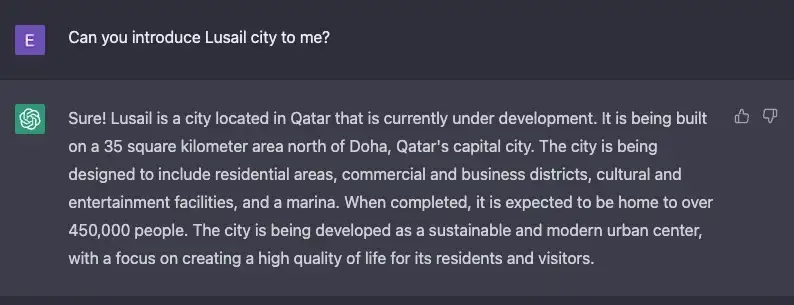 E
Can you introduce Lusail city to me?
Sure! Lusail is a city located in Qatar that is currently under development. It is being built
on a 35 square kilometer area north of Doha, Qatar's capital city. The city is being
designed to include residential areas, commercial and business districts, cultural and
entertainment facilities, and a marina. When completed, it is expected to be home to over
450,000 people. The city is being developed as a sustainable and modern urban center,
with a focus on creating a high quality of life for its residents and visitors.